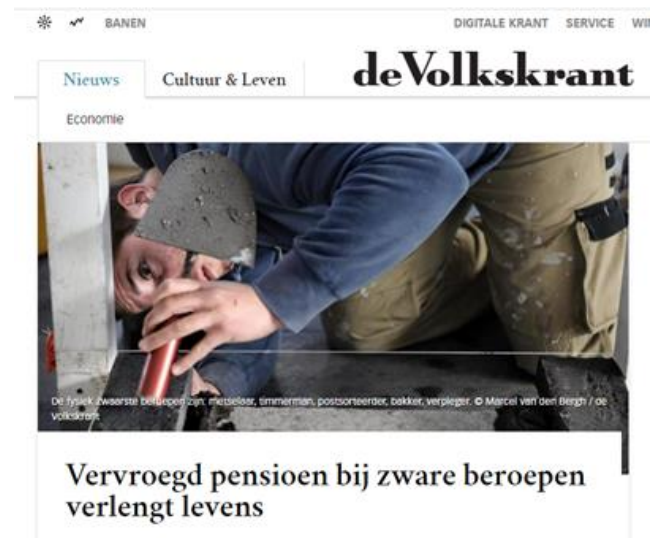 BANEN
DIGITALE KRANT SERVICE
Nieuws
Cultuur & Leven
deVolkskrant
Economie
De fysiek zwaarste beroepen zijn: metselaar, timmerman, postsorteerder, bakker, verpleger. © Marcel van den Bergh / de
Volkskrant
Vervroegd pensioen bij zware beroepen
verlengt levens